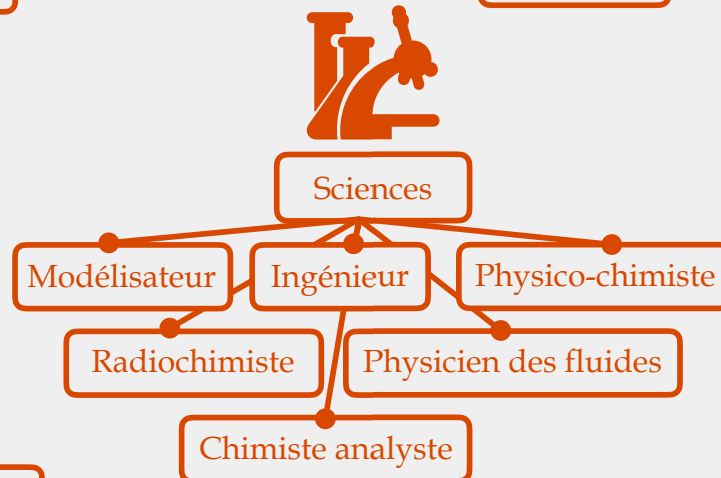 Sciences
Modélisateur
Ingénieur
Physico-chimiste
Radiochimiste
Physicien des fluides
Chimiste analyste